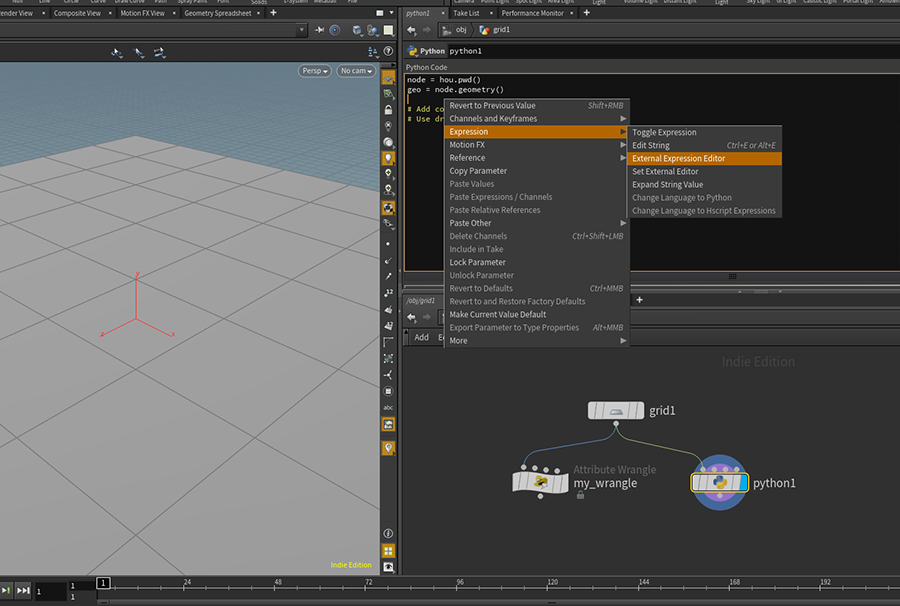 ender View
Composite View
Motion FX View
Geometry Spreadsheet
python1
Take List
Performance Monitor
obj
grid1
Persp
No cam
Python python1
Python Code
node = hou.pwd()
geo = node.geometry()
# Add co
# Use dr
Revert to Previous Value Shift+RMB
Channels and Keyframes
Expression
Motion FX
Reference
Copy Parameter
Paste Values
Paste Expressions / Channels
Paste Relative References
Paste Other
Delete Channels Ctrl+Shift+LMB
Include in Take
Lock Parameter
Unlock Parameter
Revert to Defaults Ctrl+MMB
Revert to and Restore Factory Defaults
Make Current Value Default
Export Parameter to Type Properties Alt+MMB
More
Toggle Expression
Edit String Ctrl+E or Alt+E
External Expression Editor
Set External Editor
Expand String Value
Change Language to Python
Change Language to Hscript Expressions
y
z
x
12
abc
/obj/grid1
Add
Indie Edition
grid1
Attribute Wrangle
my_wrangle
python1
Indie Edition
1
1
1
1
24
48
72
96
120
144
168
192